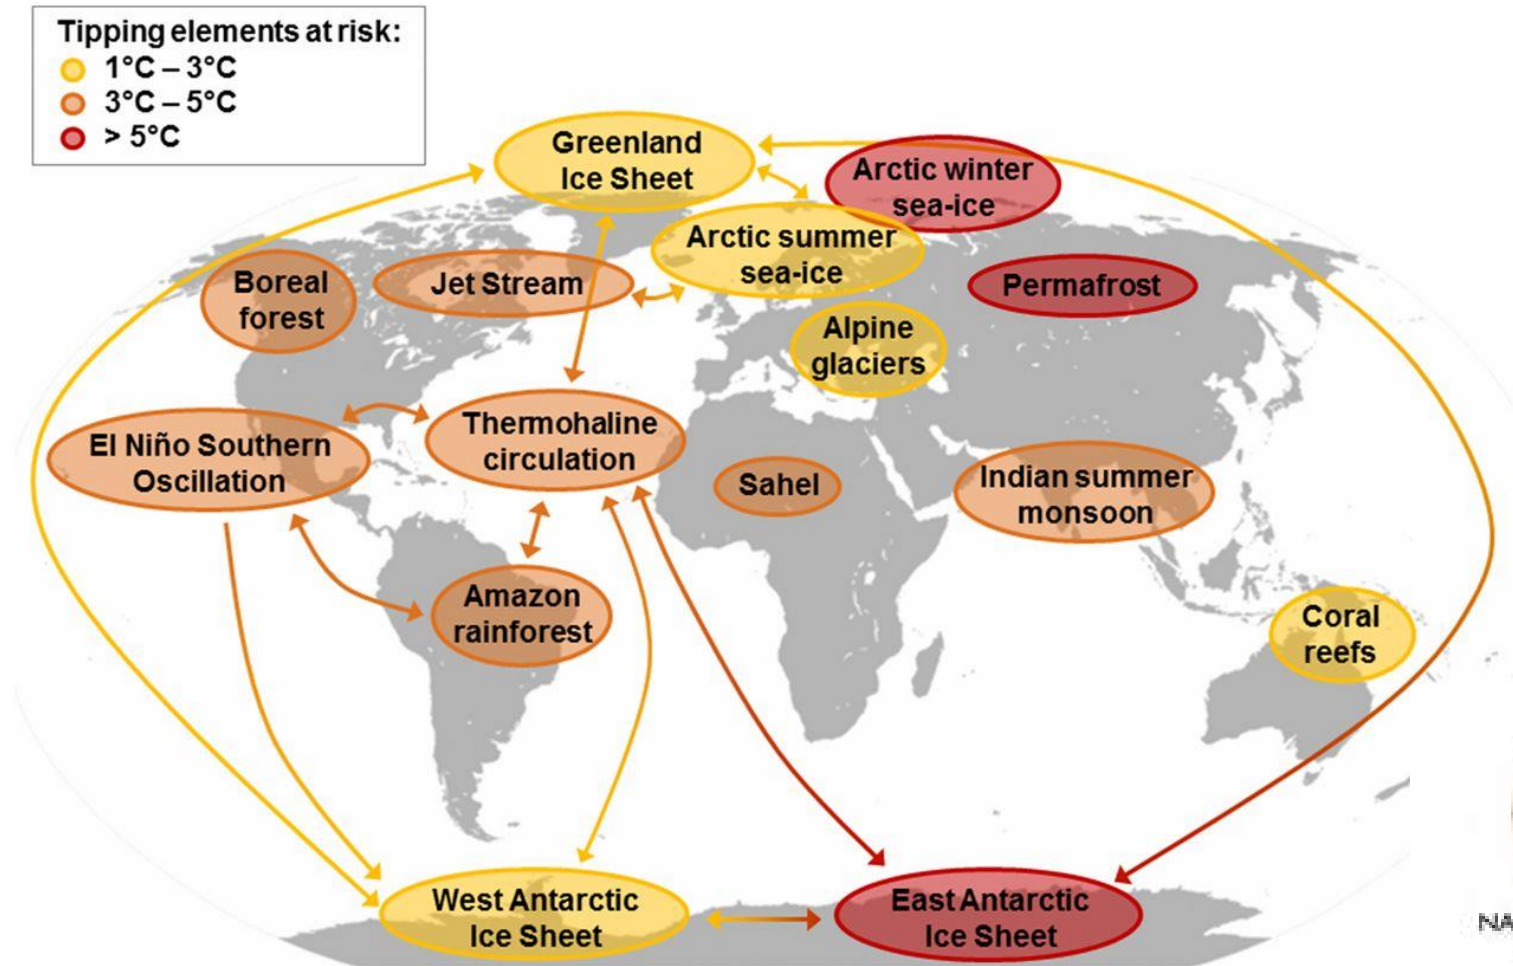 Tipping elements at risk:
1°C – 3°C
3°C – 5°C
> 5°C
Greenland
Ice Sheet
Arctic winter
sea-ice
Arctic summer
sea-ice
Boreal
forest
Jet Stream
Permafrost
Alpine
glaciers
El Niño Southern
Oscillation
Thermohaline
circulation
Sahel
Indian summer
monsoon
Amazon
rainforest
Coral
reefs
West Antarctic
Ice Sheet
East Antarctic
Ice Sheet
NA